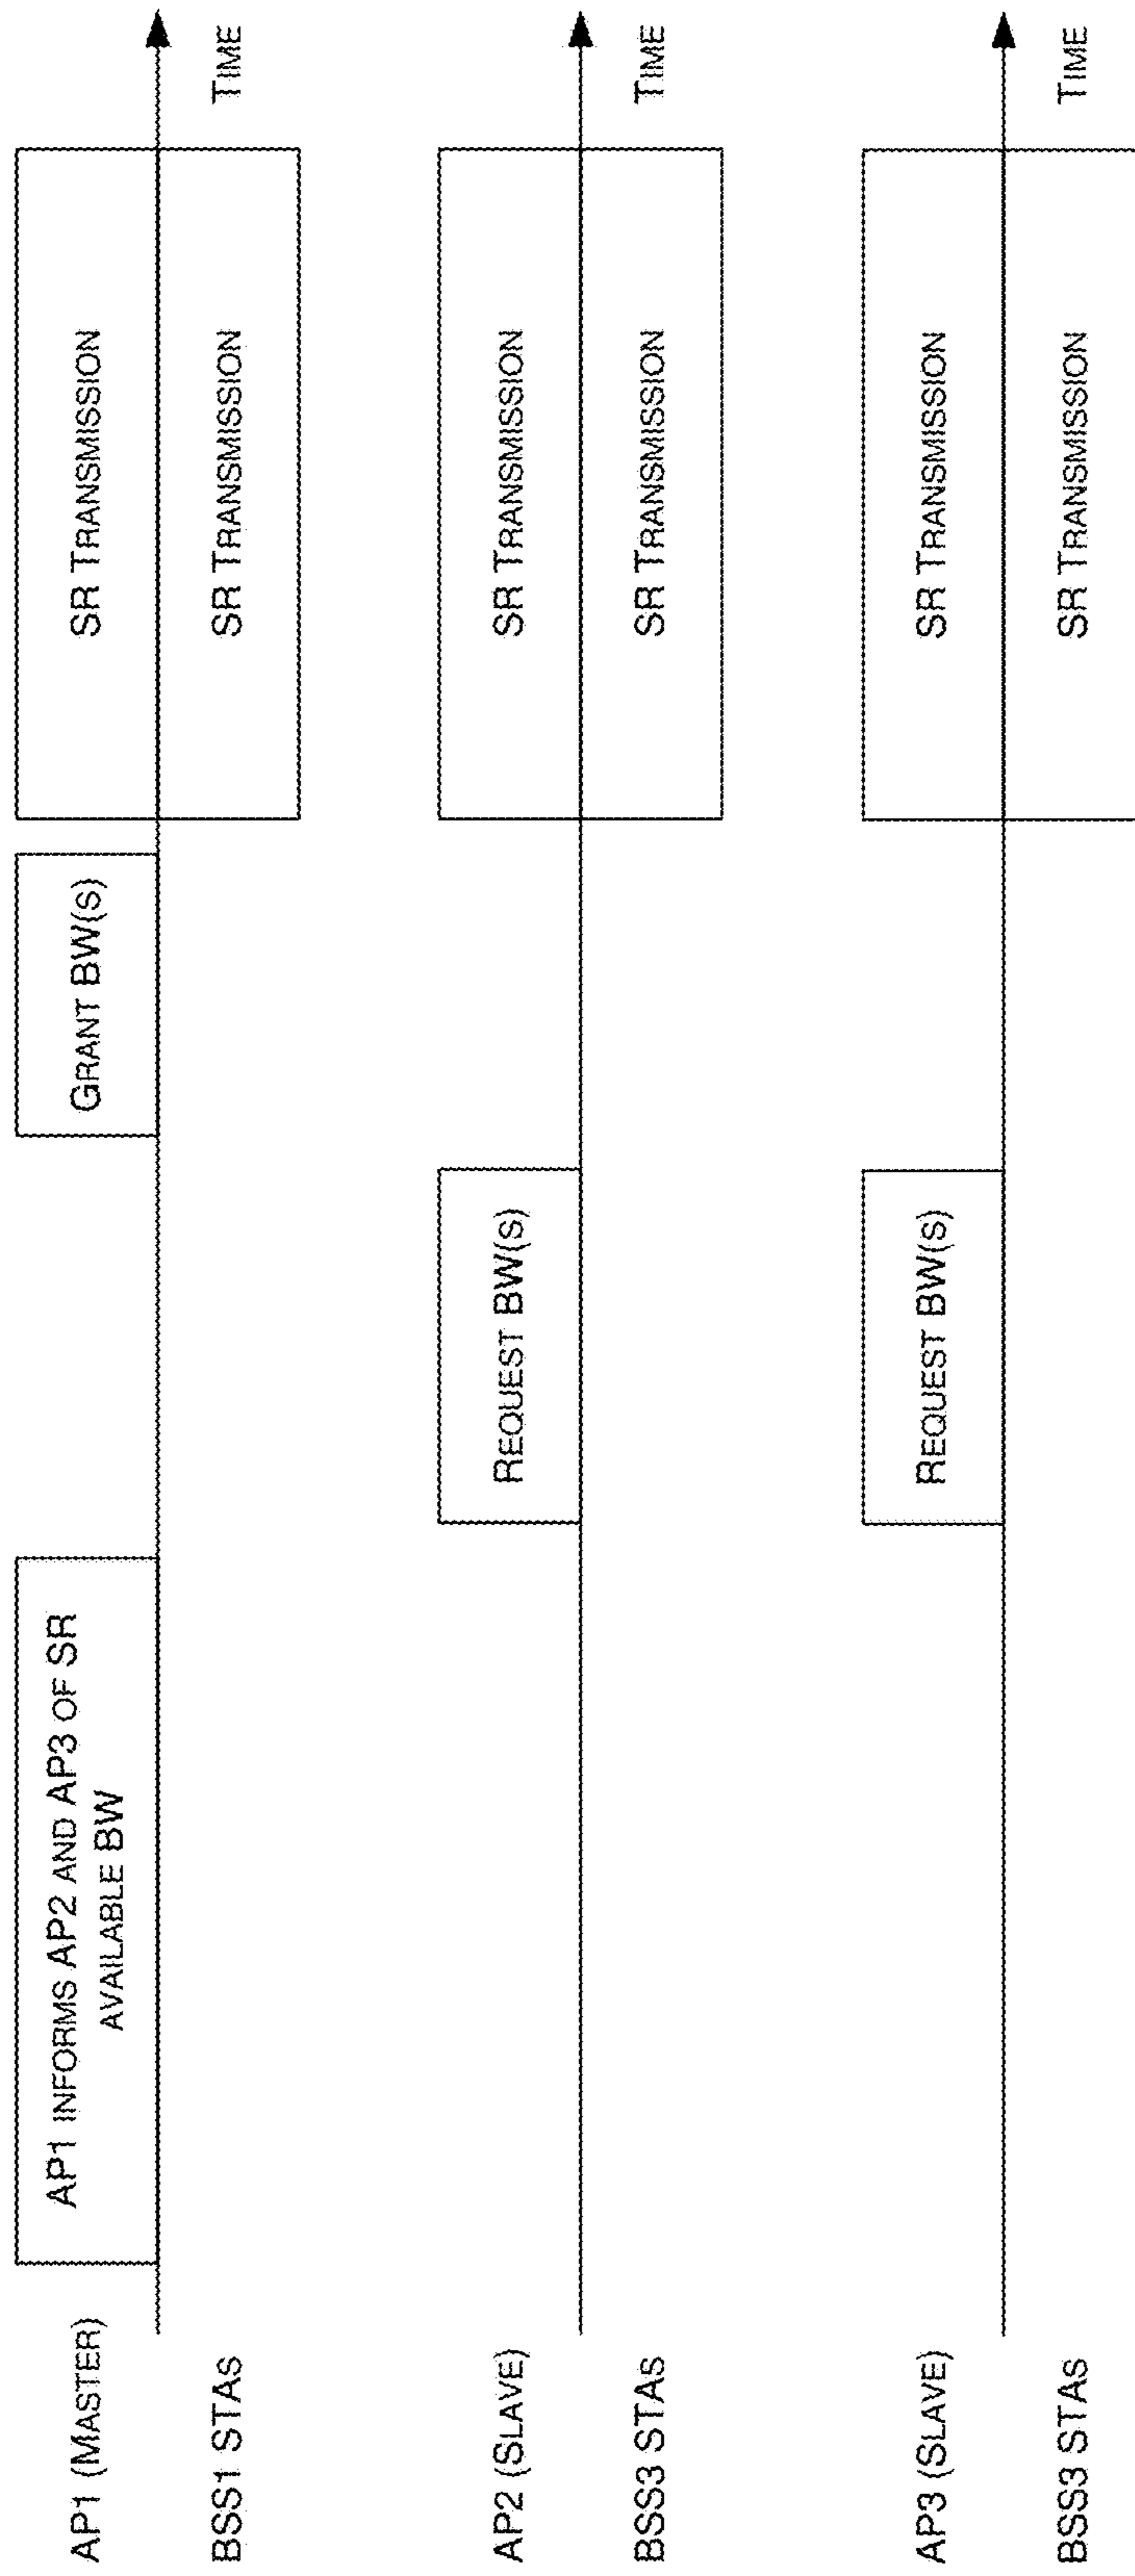 AP1 (MASTER)
AP1 INFORMS AP2 AND AP3 OF SR
AVAILABLE BW
GRANT BW(S)
SR TRANSMISSION
BSS1 STAS
SR TRANSMISSION
TIME
AP2 (SLAVE)
REQUEST BW(S)
SR TRANSMISSION
BSS3 STAS
SR TRANSMISSION
TIME
AP3 (SLAVE)
REQUEST BW(S)
SR TRANSMISSION
BSS3 STAS
SR TRANSMISSION
TIME